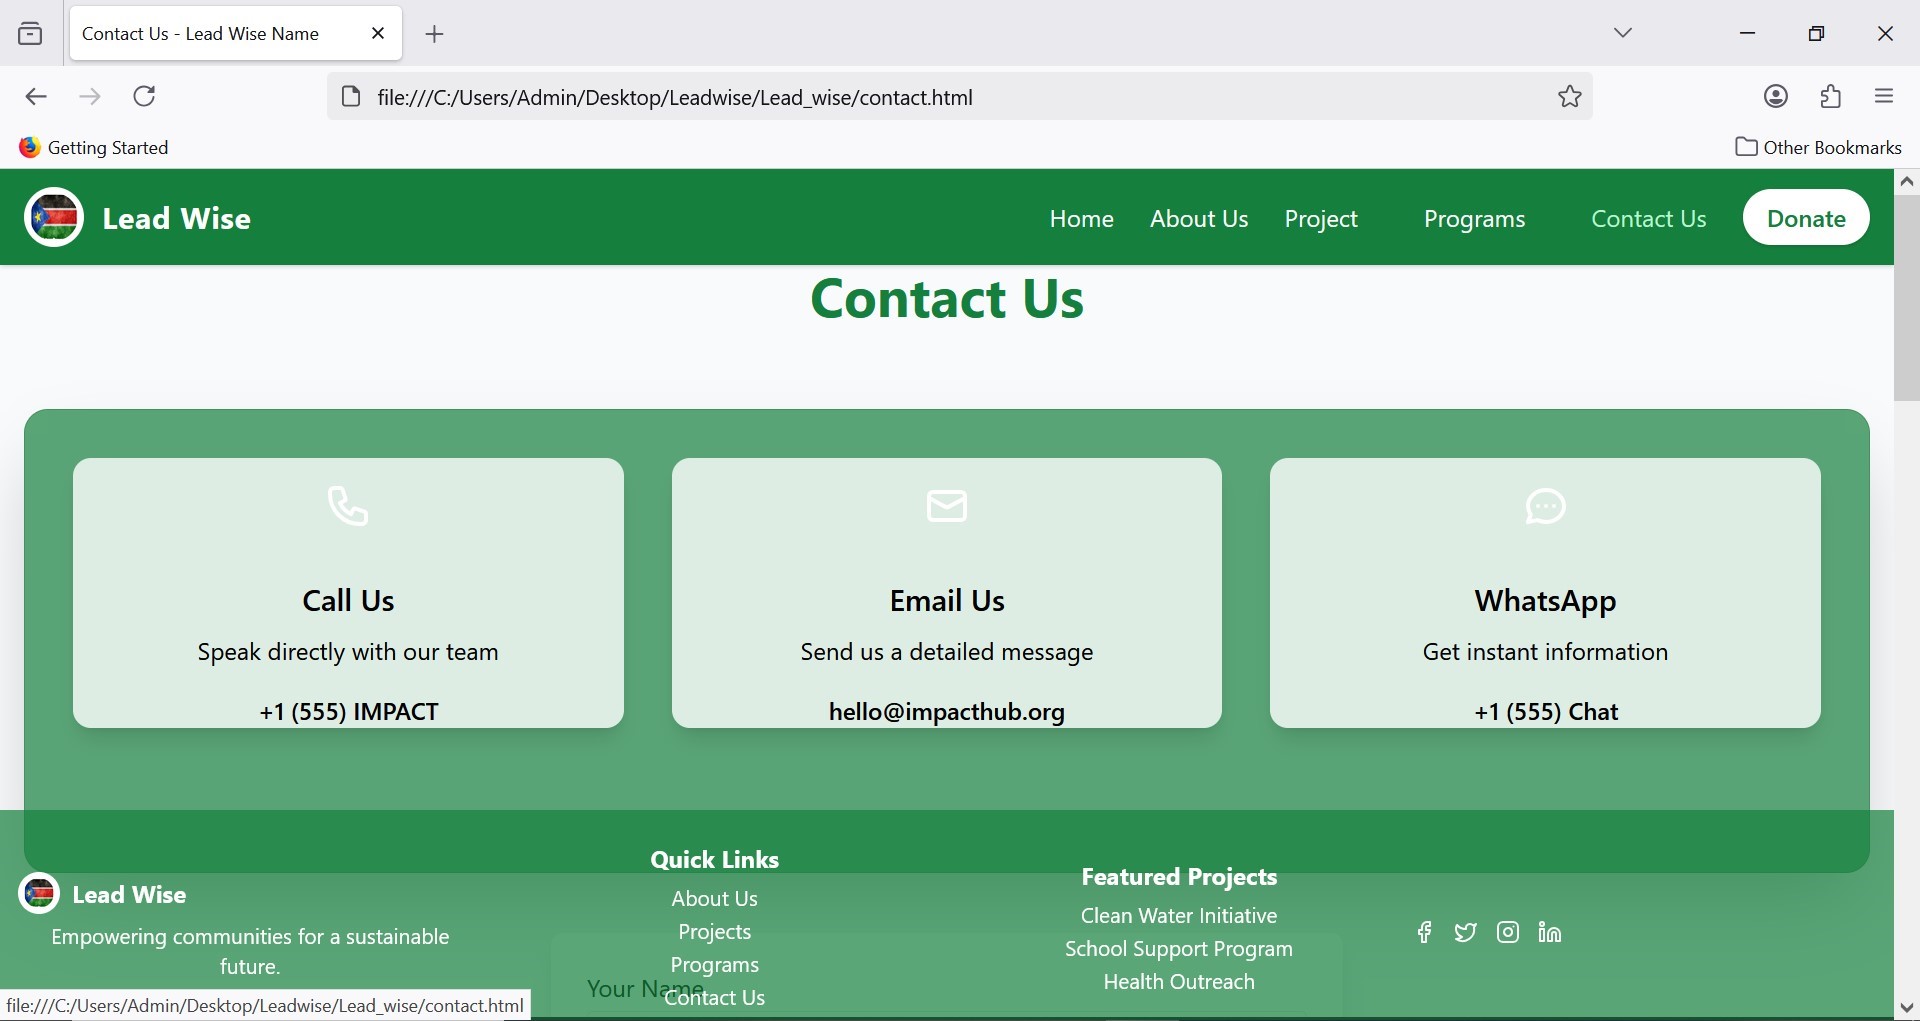 Contact Us - Lead Wise Name
file:///C:/Users/Admin/Desktop/Leadwise/Lead_wise/contact.html
Getting Started
Other Bookmarks
Lead Wise
Home
About Us
Project
Programs
Contact Us
Donate
Contact Us
Call Us
Speak directly with our team
+1 (555) IMPACT
Email Us
Send us a detailed message
hello@impacthub.org
WhatsApp
Get instant information
+1 (555) Chat
Lead Wise
Empowering communities for a sustainable
future.
Quick Links
About Us
Projects
Programs
Contact Us
Your Name
Featured Projects
Clean Water Initiative
School Support Program
Health Outreach
file:///C:/Users/Admin/Desktop/Leadwise/Lead_wise/contact.html